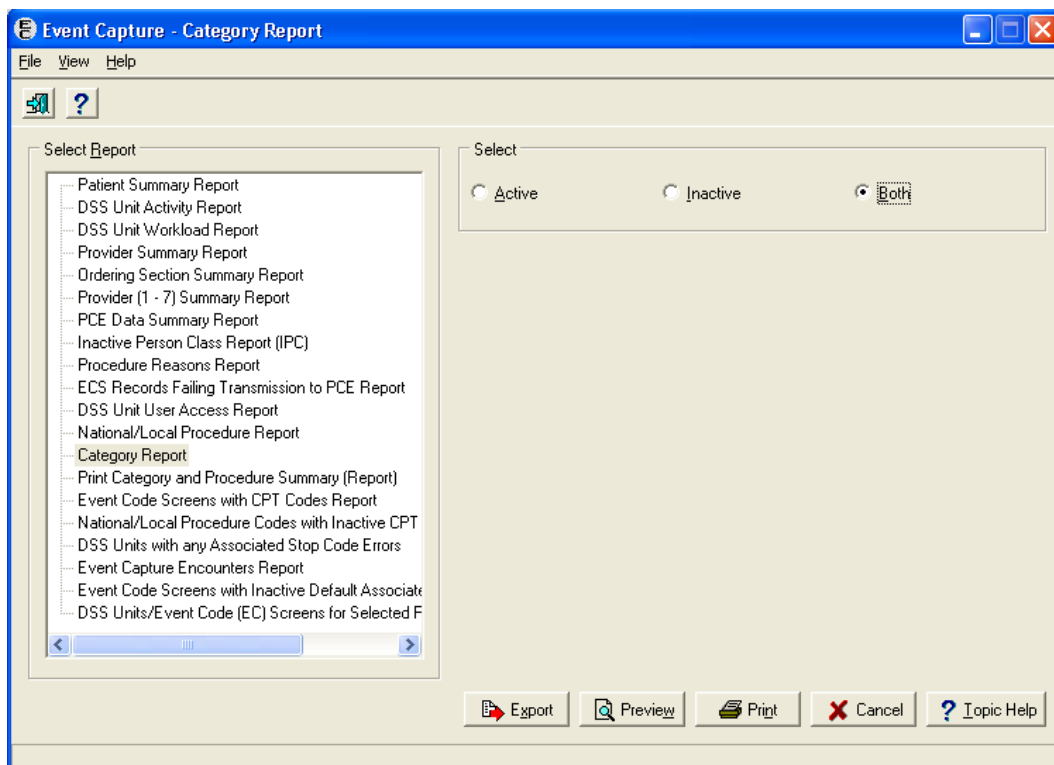 Event Capture - Category Report
File View Help
Select Report
Patient Summary Report
DSS Unit Activity Report
DSS Unit Workload Report
Provider Summary Report
Ordering Section Summary Report
Provider (1 - 7) Summary Report
PCE Data Summary Report
Inactive Person Class Report (IPC)
Procedure Reasons Report
ECS Records Failing Transmission to PCE Report
DSS Unit User Access Report
National/Local Procedure Report
Category Report
Print Category and Procedure Summary (Report)
Event Code Screens with CPT Codes Report
National/Local Procedure Codes with Inactive CPT
DSS Units with any Associated Stop Code Errors
Event Capture Encounters Report
Event Code Screens with Inactive Default Associate
DSS Units/Event Code (EC) Screens for Selected F
Select
Active Inactive Both
Export Preview Print Cancel ? Topic Help